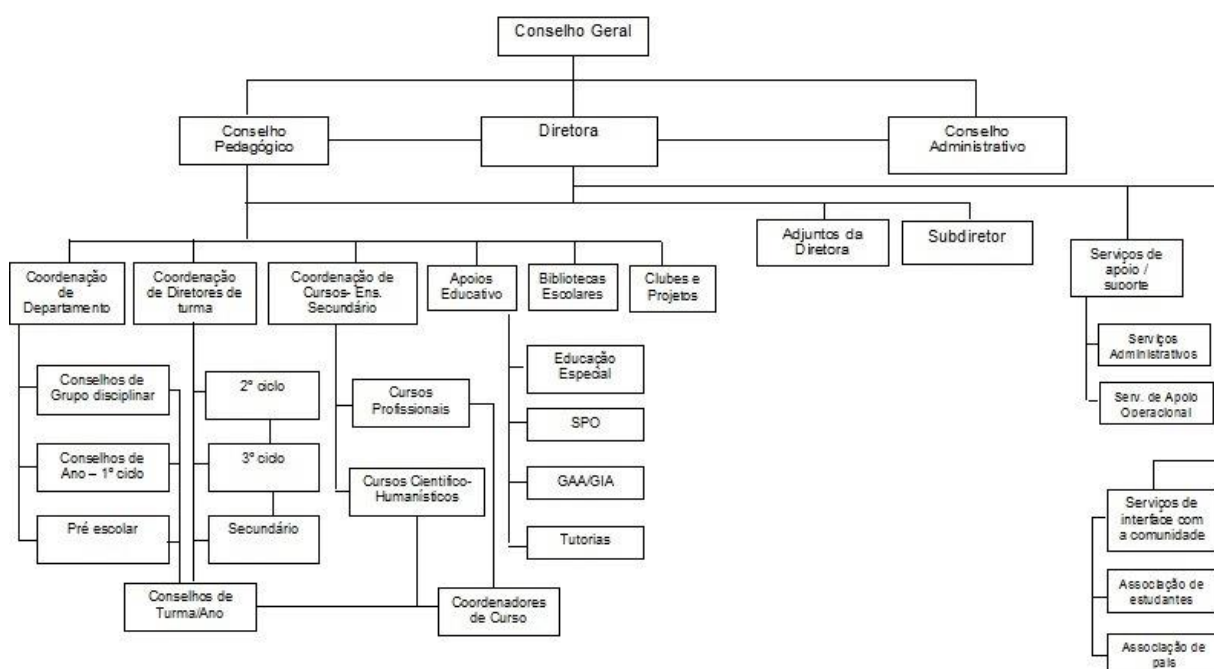 Conselho Geral
Conselho
Pedagógico
Diretora
Conselho
Administrativo
Adjuntos da
Diretora
Subdiretor
Serviços de
apoio /
suporte
Coordenação
de
Departamento
Coordenação
de Diretores de
turma
Coordenação de
Cursos- Ens.
Secundário
Apoios
Educativo
Bibliotecas
Escolares
Clubes e
Projetos
Serviços
Administrativos
Serv. de Apoio
Operacional
Conselhos de
Grupo disciplinar
2º ciclo
Cursos
Profissionais
Educação
Especial
SPO
Conselhos de
Ano – 1º ciclo
3º ciclo
Cursos Cientifico-
Humanísticos
GAA/GIA
Pré escolar
Secundário
Tutorias
Serviços de
interface com
a comunidade
Conselhos de
Turma/Ano
Coordenadores
de Curso
Associação de
estudantes
Associação de
pais